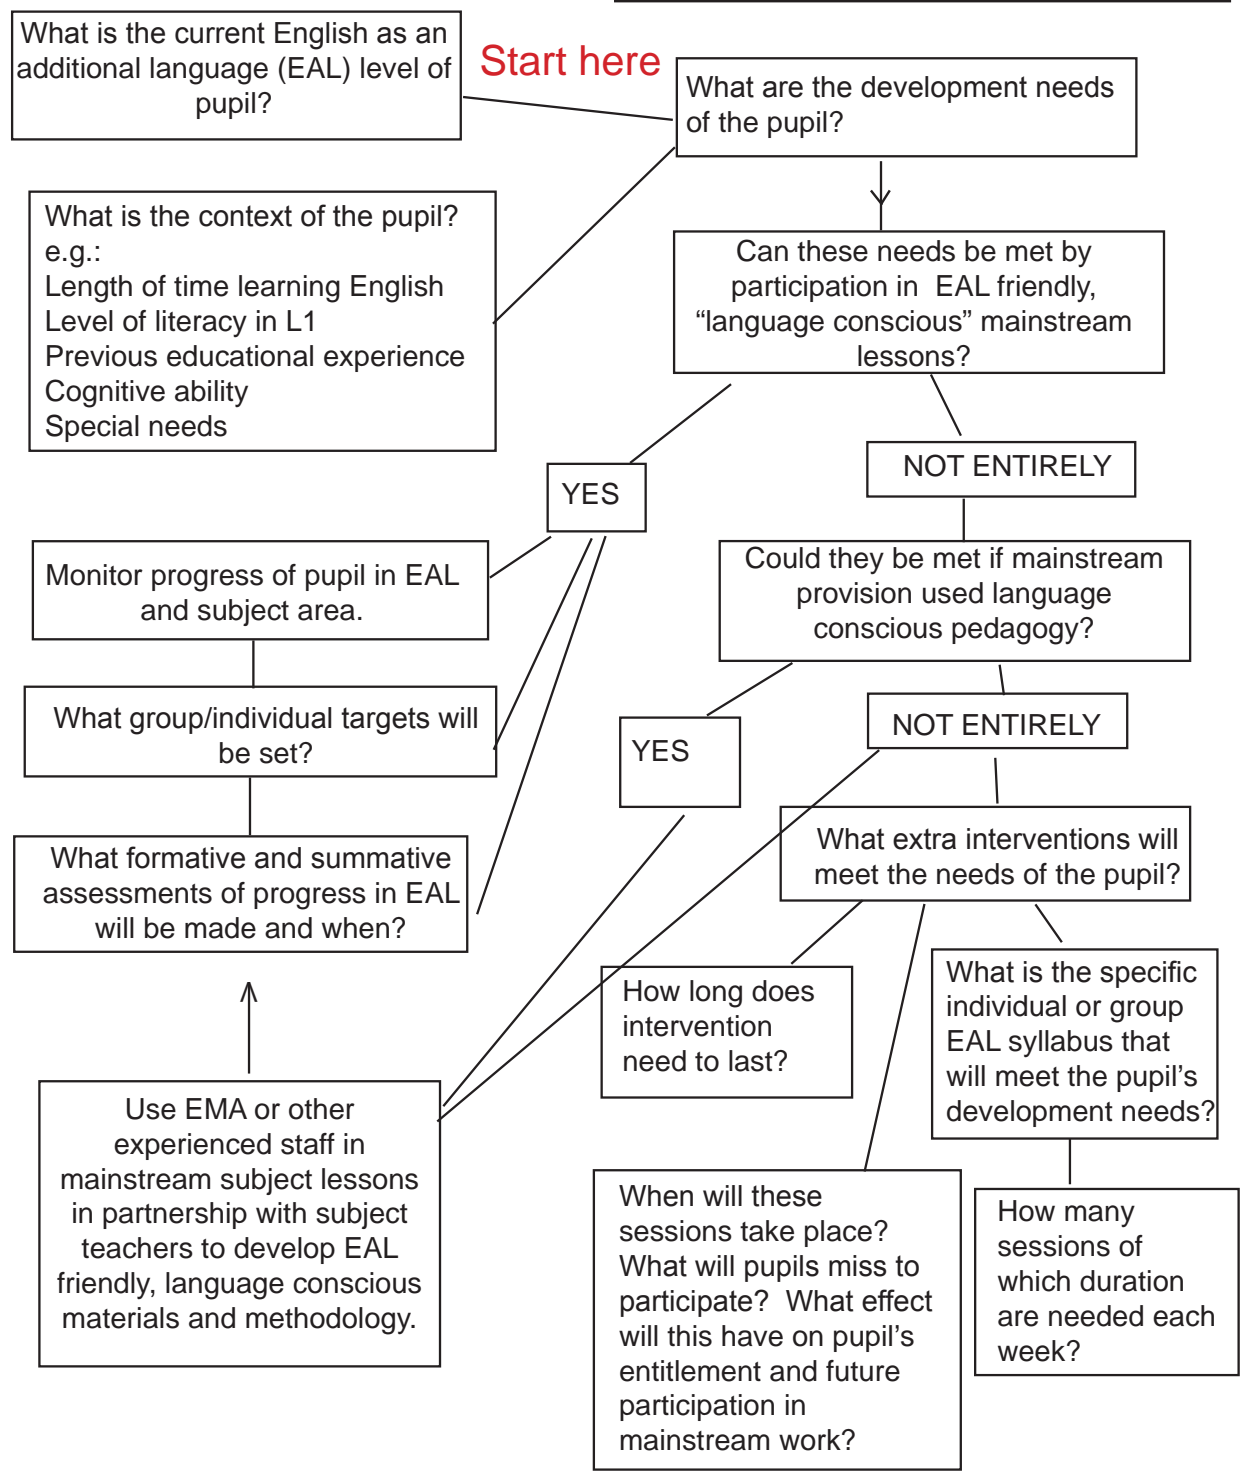 What is the current English as an
additional language (EAL) level of
pupil?
Start here
What are the development needs
of the pupil?
What is the context of the pupil?
e.g.:
Length of time learning English
Level of literacy in L1
Previous educational experience
Cognitive ability
Special needs
Can these needs be met by
participation in EAL friendly,
“language conscious” mainstream
lessons?
YES
NOT ENTIRELY
Monitor progress of pupil in EAL
and subject area.
Could they be met if mainstream
provision used language
conscious pedagogy?
What group/individual targets will
be set?
YES
NOT ENTIRELY
What formative and summative
assessments of progress in EAL
will be made and when?
What extra interventions will
meet the needs of the pupil?
How long does
intervention
need to last?
What is the specific
individual or group
EAL syllabus that
will meet the pupil’s
development needs?
Use EMA or other
experienced staff in
mainstream subject lessons
in partnership with subject
teachers to develop EAL
friendly, language conscious
materials and methodology.
When will these
sessions take place?
What will pupils miss to
participate? What effect
will this have on pupil’s
entitlement and future
participation in
mainstream work?
How many
sessions of
which duration
are needed each
week?